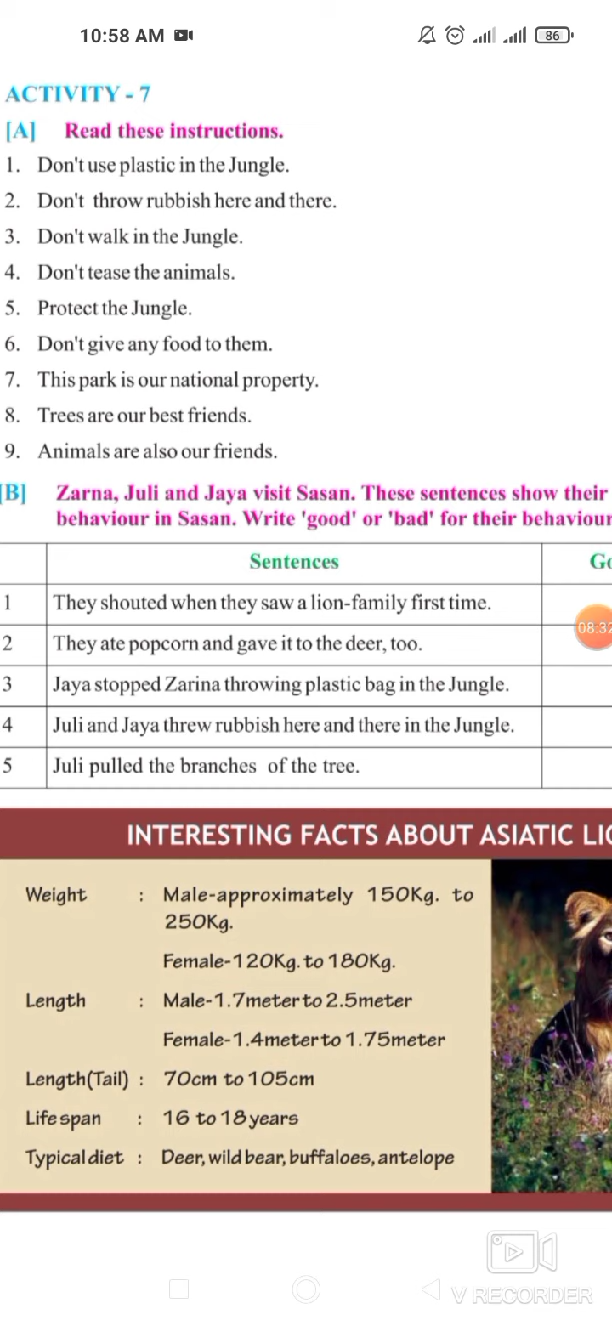 10:58 AM
86
ACTIVITY - 7
[A] Read these instructions.
1. Don't use plastic in the Jungle.
2. Don't throw rubbish here and there.
3. Don't walk in the Jungle.
4. Don't tease the animals.
5. Protect the Jungle.
6. Don't give any food to them.
7. This park is our national property.
8. Trees are our best friends.
9. Animals are also our friends.
[B] Zarna, Juli and Jaya visit Sasan. These sentences show their
behaviour in Sasan. Write 'good' or 'bad' for their behaviour
Sentences
1 They shouted when they saw a lion-family first time.
08:32
2 They ate popcorn and gave it to the deer, too.
3 Jaya stopped Zarina throwing plastic bag in the Jungle.
4 Juli and Jaya threw rubbish here and there in the Jungle.
5 Juli pulled the branches of the tree.
INTERESTING FACTS ABOUT ASIATIC
Weight : Male-approximately 150Kg. to
250Kg.
Female-120Kg. to 180Kg.
Length : Male-1.7meter to 2.5meter
Female-1.4meter to 1.75meter
Length(Tail) : 70cm to 105cm
Life span : 16 to 18 years
Typical diet : Deer, wild bear, buffaloes, antelope
V RECORDER